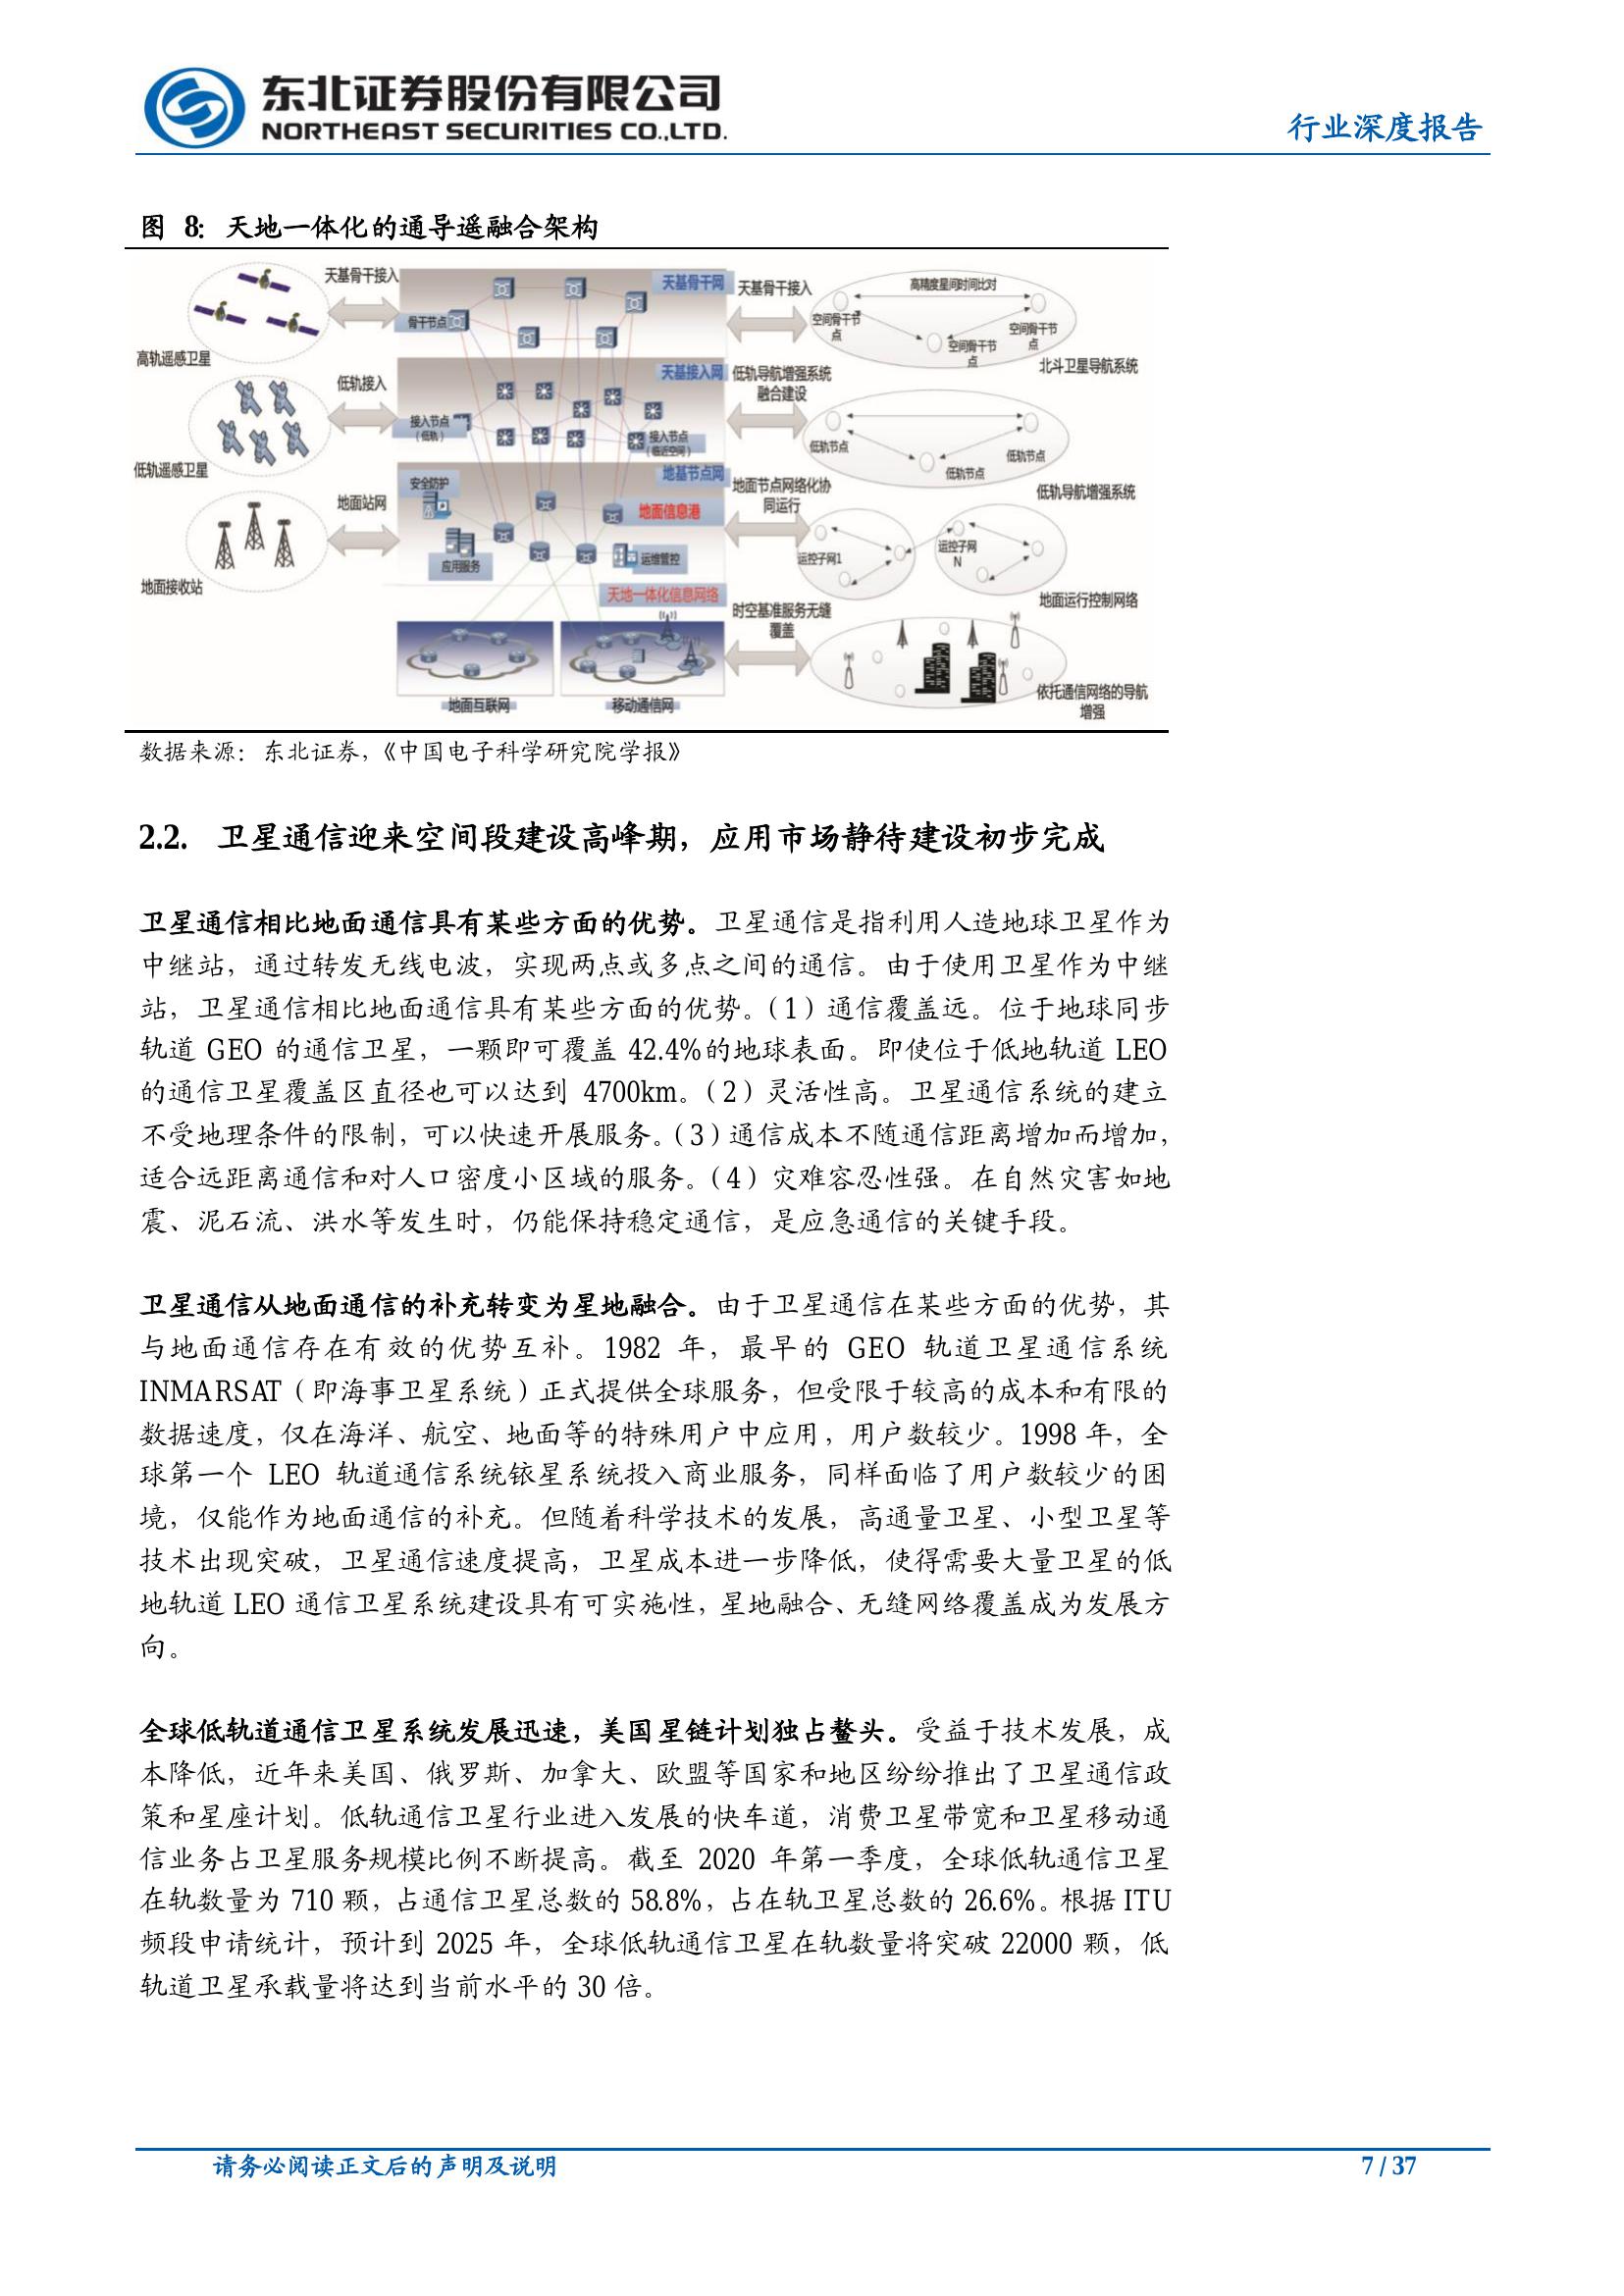 东北证券股份有限公司
NORTHEAST SECURITIES CO.,LTD.
行业深度报告
图 8：天地一体化的通导遥融合架构
高轨遥感卫星
低轨遥感卫星
地面接收站
天基骨干接入
低轨接入
地面站网
天基骨干网
骨干节点
天基接入网
接入节点
（低轨）
接入节点
（临近空间）
地基节点网
安全防护
地面信息港
应用服务
运维管控
天地一体化信息网络
地面互联网
移动通信网
天基骨干接入
低轨导航增强系统
融合建设
地面节点网络化协
同运行
时空基准服务无缝
覆盖
高精度星间时间比对
空间骨干节
点
空间骨干节
点
空间骨干节
点
北斗卫星导航系统
低轨节点
低轨节点
低轨节点
低轨导航增强系统
运控子网1
运控子网
N
地面运行控制网络
依托通信网络的导航
增强
数据来源：东北证券，《中国电子科学研究院学报》
2.2. 卫星通信迎来空间段建设高峰期，应用市场静待建设初步完成
卫星通信相比地面通信具有某些方面的优势。卫星通信是指利用人造地球卫星作为
中继站，通过转发无线电波，实现两点或多点之间的通信。由于使用卫星作为中继
站，卫星通信相比地面通信具有某些方面的优势。（1）通信覆盖远。位于地球同步
轨道 GEO 的通信卫星，一颗即可覆盖 42.4%的地球表面。即使位于低地轨道 LEO
的通信卫星覆盖区直径也可以达到 4700km。（2）灵活性高。卫星通信系统的建立
不受地理条件的限制，可以快速开展服务。（3）通信成本不随通信距离增加而增加，
适合远距离通信和对人口密度小区域的服务。（4）灾难容忍性强。在自然灾害如地
震、泥石流、洪水等发生时，仍能保持稳定通信，是应急通信的关键手段。
卫星通信从地面通信的补充转变为星地融合。由于卫星通信在某些方面的优势，其
与地面通信存在有效的优势互补。1982 年，最早的 GEO 轨道卫星通信系统
INMARSAT（即海事卫星系统）正式提供全球服务，但受限于较高的成本和有限的
数据速度，仅在海洋、航空、地面等的特殊用户中应用，用户数较少。1998 年，全
球第一个 LEO 轨道通信系统铱星系统投入商业服务，同样面临了用户数较少的困
境，仅能作为地面通信的补充。但随着科学技术的发展，高通量卫星、小型卫星等
技术出现突破，卫星通信速度提高，卫星成本进一步降低，使得需要大量卫星的低
地轨道 LEO 通信卫星系统建设具有可实施性，星地融合、无缝网络覆盖成为发展方
向。
全球低轨道通信卫星系统发展迅速，美国星链计划独占鳌头。受益于技术发展，成
本降低，近年来美国、俄罗斯、加拿大、欧盟等国家和地区纷纷推出了卫星通信政
策和星座计划。低轨通信卫星行业进入发展的快车道，消费卫星带宽和卫星移动通
信业务占卫星服务规模比例不断提高。截至 2020 年第一季度，全球低轨通信卫星
在轨数量为 710 颗，占通信卫星总数的 58.8%，占在轨卫星总数的 26.6%。根据 ITU
频段申请统计，预计到 2025 年，全球低轨通信卫星在轨数量将突破 22000 颗，低
轨道卫星承载量将达到当前水平的 30 倍。
请务必阅读正文后的声明及说明
7 / 37